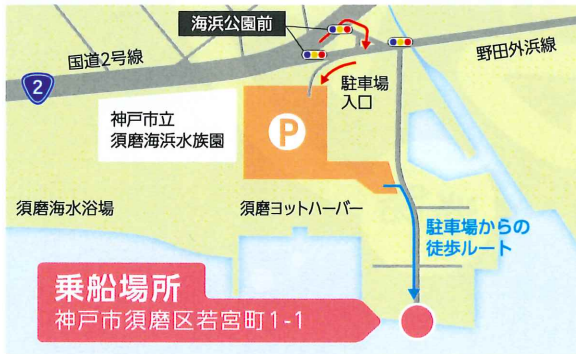 海浜公園前
国道2号線
野田外浜線
2
駐車場
入口
神戸市立
須磨海浜水族園
P
須磨海水浴場
須磨ヨットハーバー
駐車場からの
徒歩ルート
乗船場所
神戸市須磨区若宮町1-1